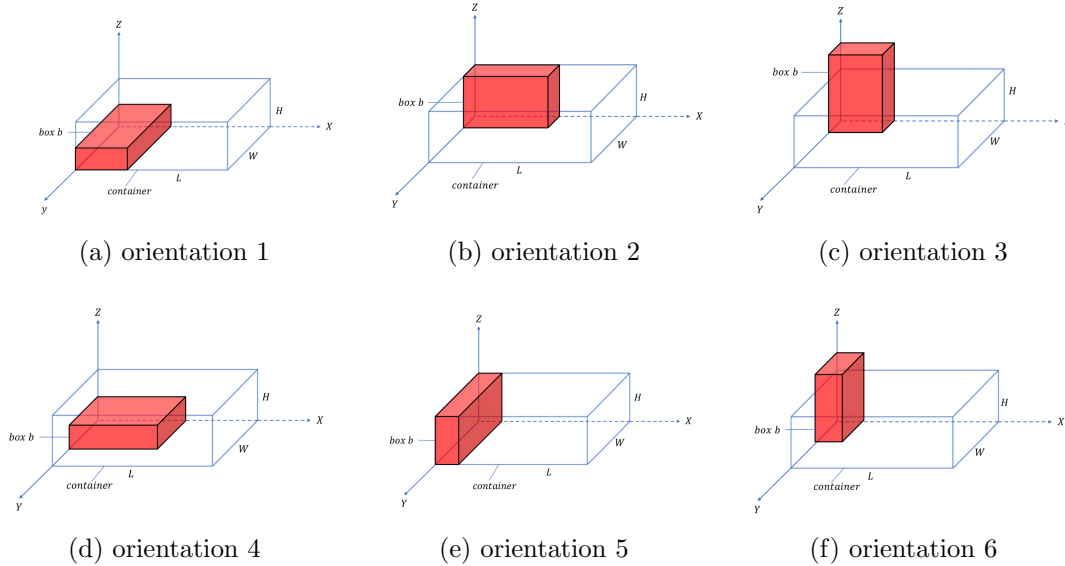 Z
box b
H
X
W
L
container
y
(a) orientation 1
Z
box b
H
X
W
L
container
Y
(b) orientation 2
Z
box b
H
W
L
container
Y
(c) orientation 3
Z
H
X
box b
W
L
container
Y
(d) orientation 4
Z
H
X
box b
W
L
container
Y
(e) orientation 5
Z
H
X
box b
W
L
container
Y
(f) orientation 6